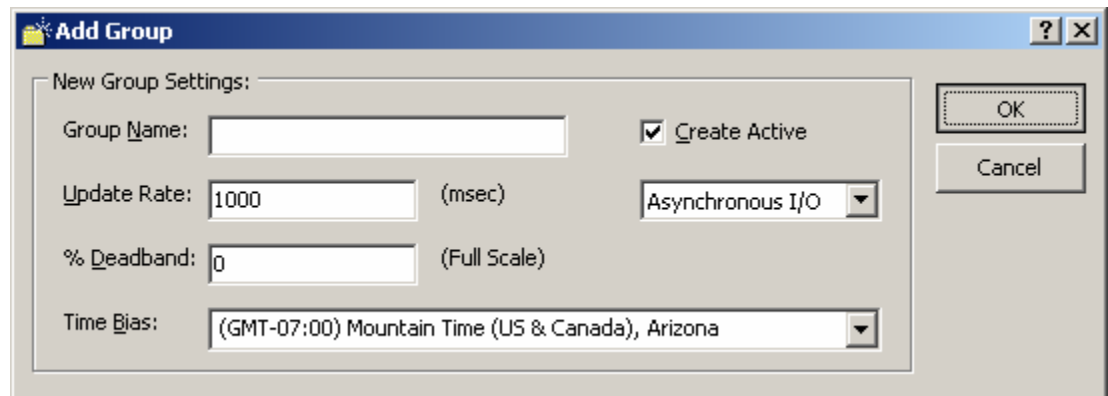 Add Group
New Group Settings:
Group Name:
Create Active
OK
Update Rate: 1000 (msec) Asynchronous I/O
Cancel
% Deadband: 0 (Full Scale)
Time Bias: (GMT-07:00) Mountain Time (US & Canada), Arizona